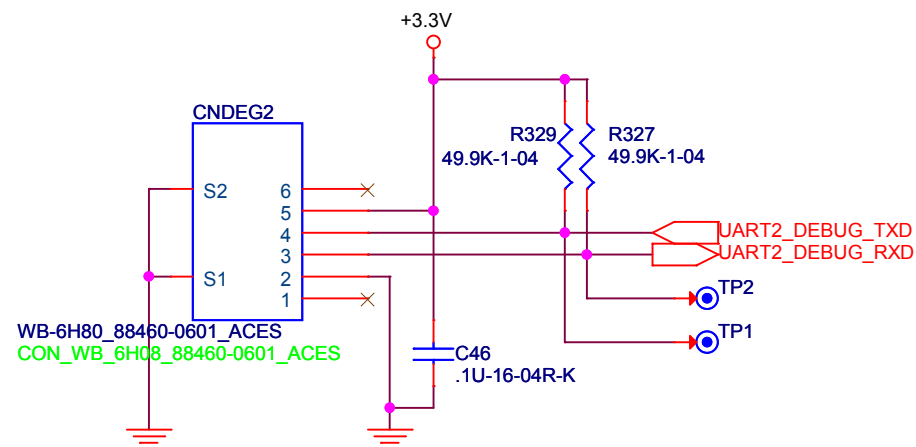 +3.3V
CNDEG2
R329
49.9K-1-04
R327
49.9K-1-04
S2
S1
6
5
4
3
2
1
UART2_DEBUG_TXD
UART2_DEBUG_RXD
TP2
TP1
WB-6H80_88460-0601_ACES
CON_WB_6H08_88460-0601_ACES
C46
.1U-16-04R-K